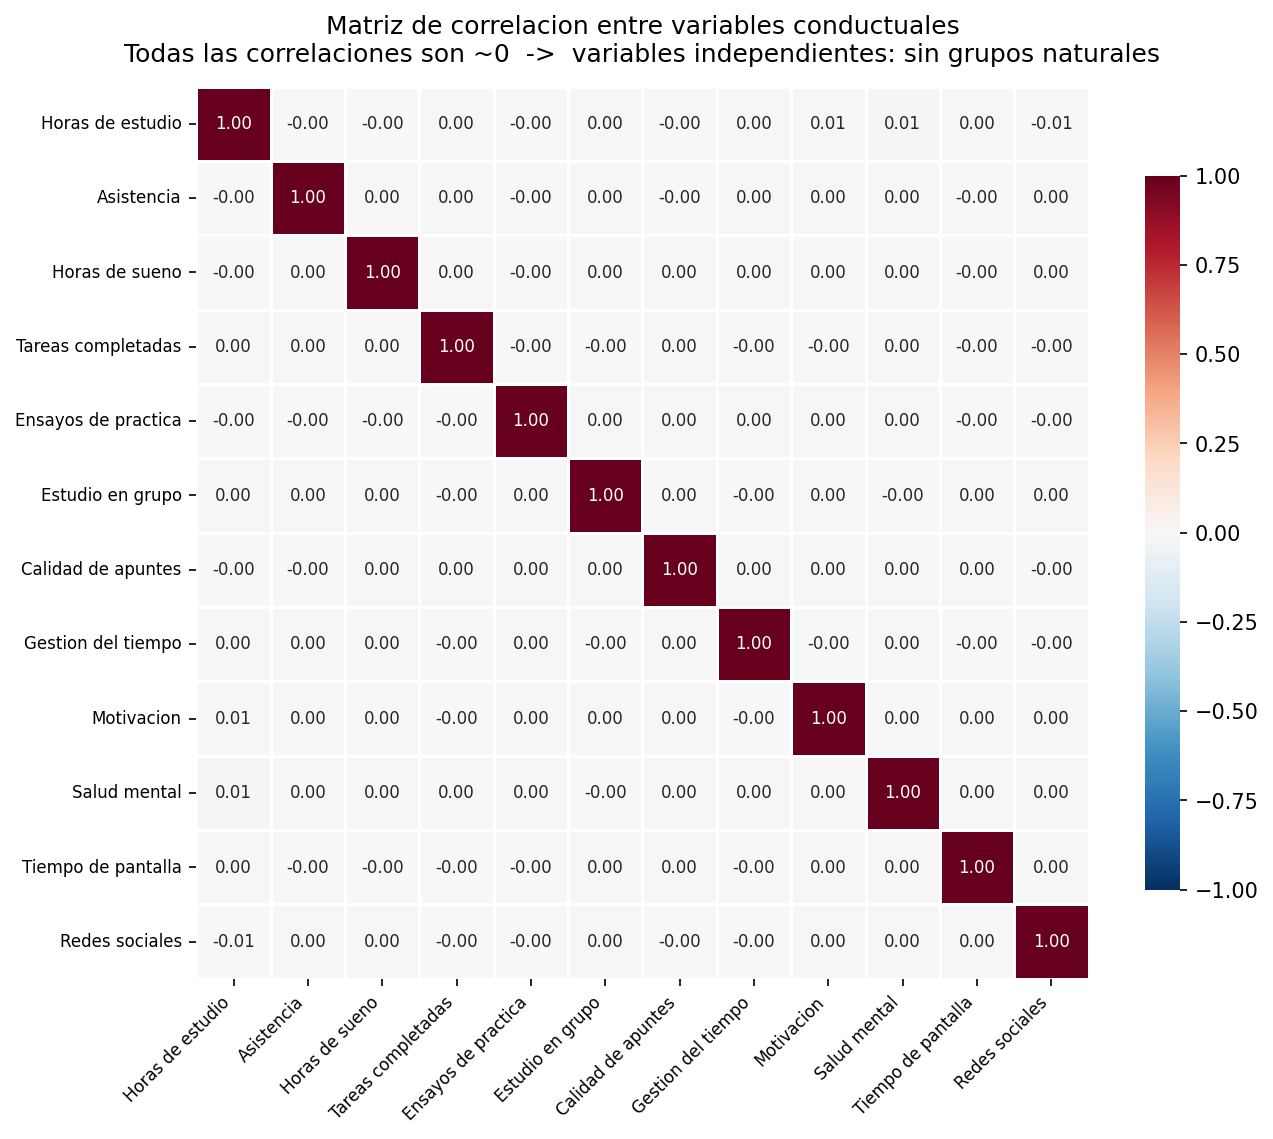 Matriz de correlacion entre variables conductuales
Todas las correlaciones son ~0  ->  variables independientes: sin grupos naturales
Horas de estudio 1.00 -0.00 -0.00 0.00 -0.00 0.00 -0.00 0.00 0.01 0.01 0.00 -0.01
Asistencia -0.00 1.00 0.00 0.00 -0.00 0.00 -0.00 0.00 0.00 0.00 -0.00 0.00
Horas de sueno -0.00 0.00 1.00 0.00 -0.00 0.00 0.00 0.00 0.00 0.00 -0.00 0.00
Tareas completadas 0.00 0.00 0.00 1.00 -0.00 -0.00 0.00 -0.00 -0.00 0.00 -0.00 -0.00
Ensayos de practica -0.00 -0.00 -0.00 -0.00 1.00 0.00 0.00 0.00 0.00 0.00 -0.00 -0.00
Estudio en grupo 0.00 0.00 0.00 -0.00 0.00 1.00 0.00 -0.00 0.00 -0.00 0.00 0.00
Calidad de apuntes -0.00 -0.00 0.00 0.00 0.00 0.00 1.00 0.00 0.00 0.00 0.00 -0.00
Gestion del tiempo 0.00 0.00 0.00 -0.00 0.00 -0.00 0.00 1.00 -0.00 0.00 -0.00 -0.00
Motivacion 0.01 0.00 0.00 -0.00 0.00 0.00 0.00 -0.00 1.00 0.00 0.00 0.00
Salud mental 0.01 0.00 0.00 0.00 0.00 -0.00 0.00 0.00 0.00 1.00 0.00 0.00
Tiempo de pantalla 0.00 -0.00 -0.00 -0.00 -0.00 0.00 0.00 -0.00 0.00 0.00 1.00 0.00
Redes sociales -0.01 0.00 0.00 -0.00 -0.00 0.00 -0.00 -0.00 0.00 0.00 0.00 1.00
Horas de estudio
Asistencia
Horas de sueno
Tareas completadas
Ensayos de practica
Estudio en grupo
Calidad de apuntes
Gestion del tiempo
Motivacion
Salud mental
Tiempo de pantalla
Redes sociales
1.00
0.75
0.50
0.25
0.00
−0.25
−0.50
−0.75
−1.00